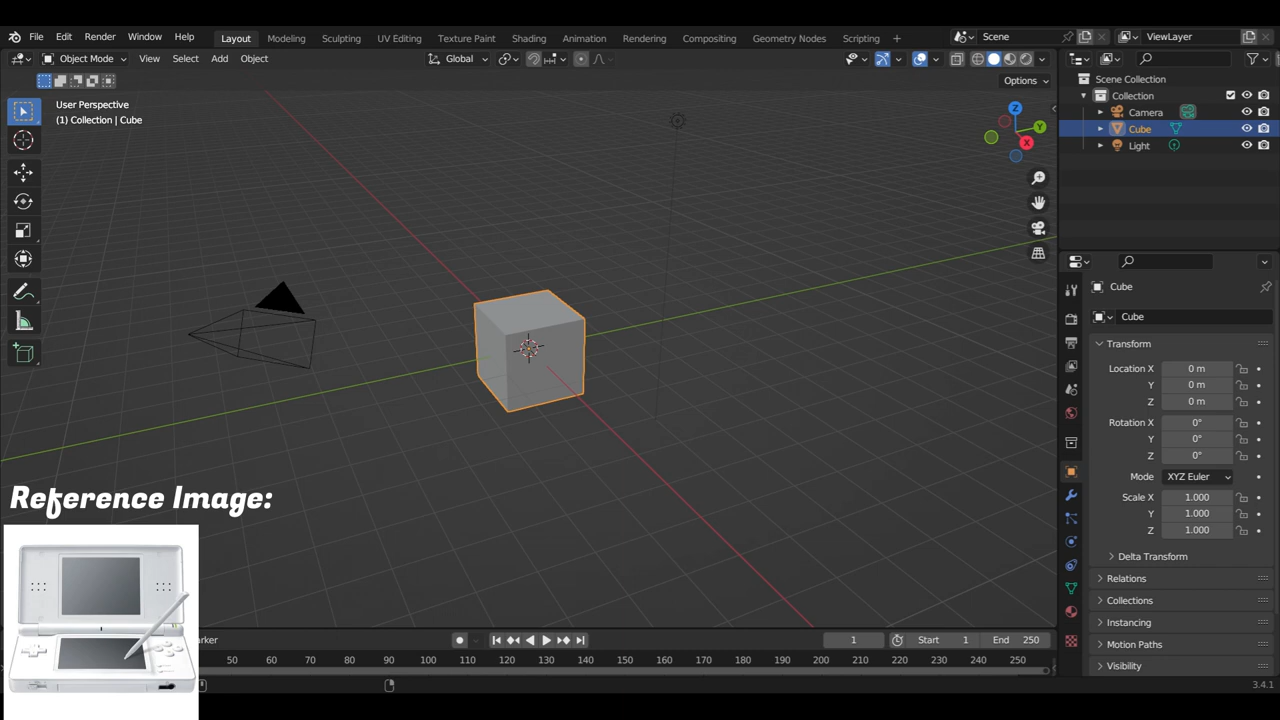 File Edit Render Window Help Layout Modeling Sculpting UV Editing Texture Paint Shading Animation Rendering Compositing Geometry Nodes Scripting + Scene ViewLayer
Object Mode View Select Add Object Global
Options
User Perspective
(1) Collection | Cube
Z
Y
X
Scene Collection
Collection
Camera
Cube
Light
Cube
Cube
Transform
Location X 0 m
Y 0 m
Z 0 m
Rotation X 0°
Y 0°
Z 0°
Mode XYZ Euler
Scale X 1.000
Y 1.000
Z 1.000
Delta Transform
Relations
Collections
Instancing
Motion Paths
Visibility
Reference Image:
arker 1 Start 1 End 250
50 60 70 80 90 100 110 120 130 140 150 160 170 180 190 200 210 220 230 240 250
3.4.1